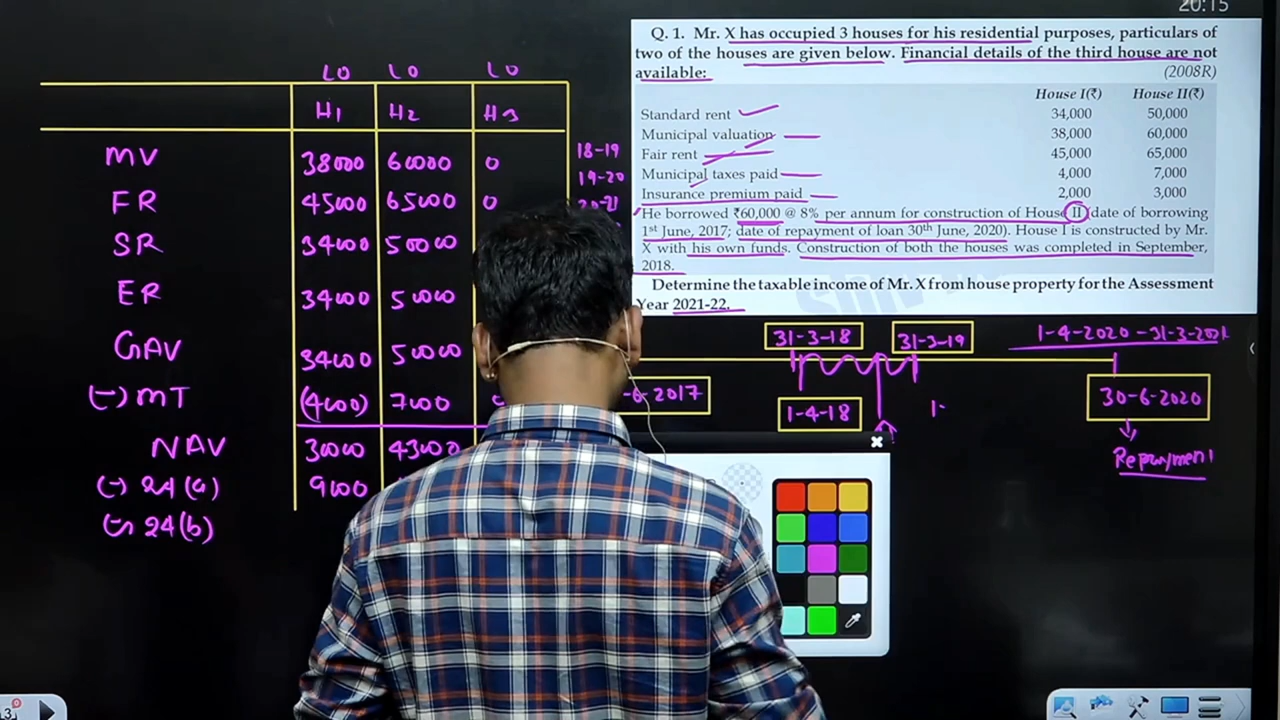 20:15
Q. 1. Mr. X has occupied 3 houses for his residential purposes, particulars of
two of the houses are given below. Financial details of the third house are not
available: (2008R)
House I(₹) House II(₹)
Standard rent 34,000 50,000
Municipal valuation 38,000 60,000
Fair rent 45,000 65,000
Municipal taxes paid 4,000 7,000
Insurance premium paid 2,000 3,000
He borrowed ₹60,000 @ 8% per annum for construction of House II (date of borrowing
1st June, 2017; date of repayment of loan 30th June, 2020). House I is constructed by Mr.
X with his own funds. Construction of both the houses was completed in September,
2018.
Determine the taxable income of Mr. X from house property for the Assessment
Year 2021-22.
LO LO LO
H1 H2 H3
MV 38000 60000 0
FR 45000 65000 0
SR 34000 50000
ER 34000 50000
GAV 34000 50000
(-) MT (4000) 7000
NAV 30000 43000
(-) 24(a) 9000
(-) 24(b)
18-19
19-20
20-21
31-3-18 31-3-19 1-4-2020 - 31-3-2021
-6-2017 1-4-18 1- 30-6-2020
Repayment